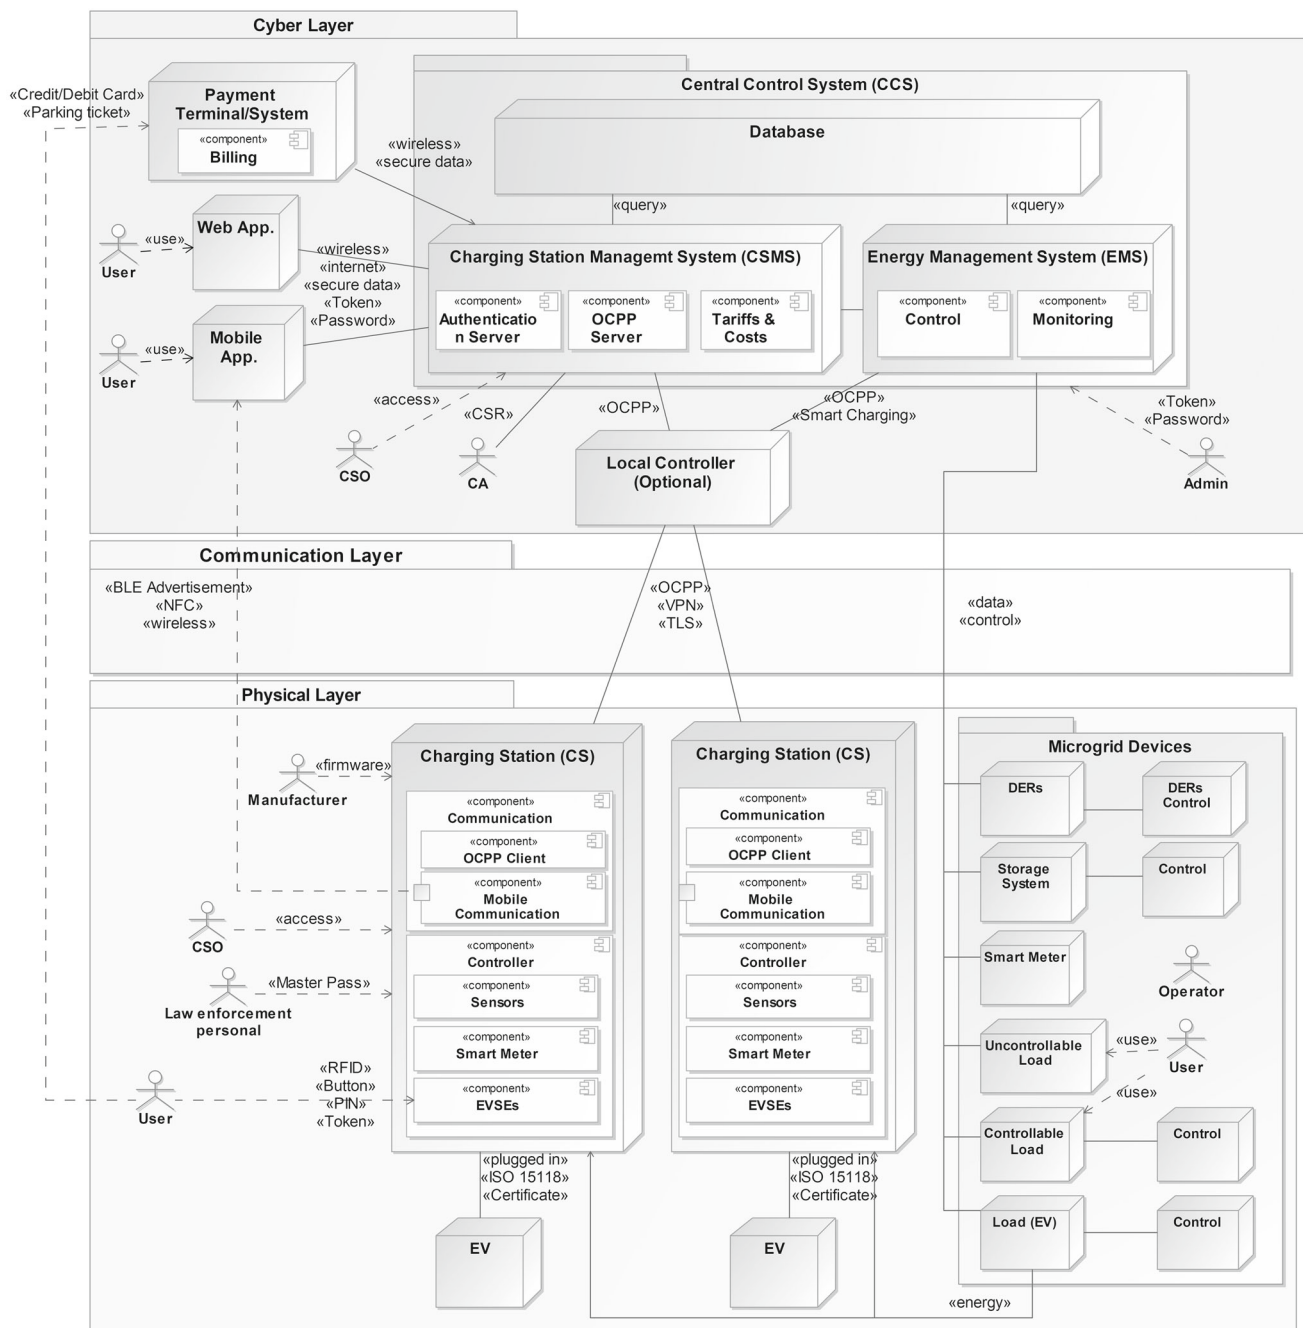 Cyber Layer
«Credit/Debit Card»
«Parking ticket»
Payment
Terminal/System
«component»
Billing
«wireless»
«secure data»
Central Control System (CCS)
Database
«query»
«query»
Web App.
«use»
User
«wireless»
«internet»
«secure data»
«Token»
«Password»
Mobile
App.
«use»
User
Charging Station Managemt System (CSMS)
«component»
Authenticatio
n Server
«component»
OCPP
Server
«component»
Tariffs &
Costs
Energy Management System (EMS)
«component»
Control
«component»
Monitoring
«access»
CSO
«CSR»
CA
«OCPP»
«OCPP»
«Smart Charging»
«Token»
«Password»
Admin
Local Controller
(Optional)
Communication Layer
«BLE Advertisement»
«NFC»
«wireless»
«OCPP»
«VPN»
«TLS»
«data»
«control»
Physical Layer
Manufacturer
«firmware»
CSO
«access»
Law enforcement
personal
«Master Pass»
User
«RFID»
«Button»
«PIN»
«Token»
Charging Station (CS)
«component»
Communication
«component»
OCPP Client
«component»
Mobile
Communication
«component»
Controller
«component»
Sensors
«component»
Smart Meter
«component»
EVSEs
«plugged in»
«ISO 15118»
«Certificate»
EV
Charging Station (CS)
«component»
Communication
«component»
OCPP Client
«component»
Mobile
Communication
«component»
Controller
«component»
Sensors
«component»
Smart Meter
«component»
EVSEs
«plugged in»
«ISO 15118»
«Certificate»
EV
Microgrid Devices
DERs
DERs
Control
Storage
System
Control
Smart Meter
Operator
Uncontrollable
Load
«use»
User
«use»
Controllable
Load
Control
Load (EV)
Control
«energy»